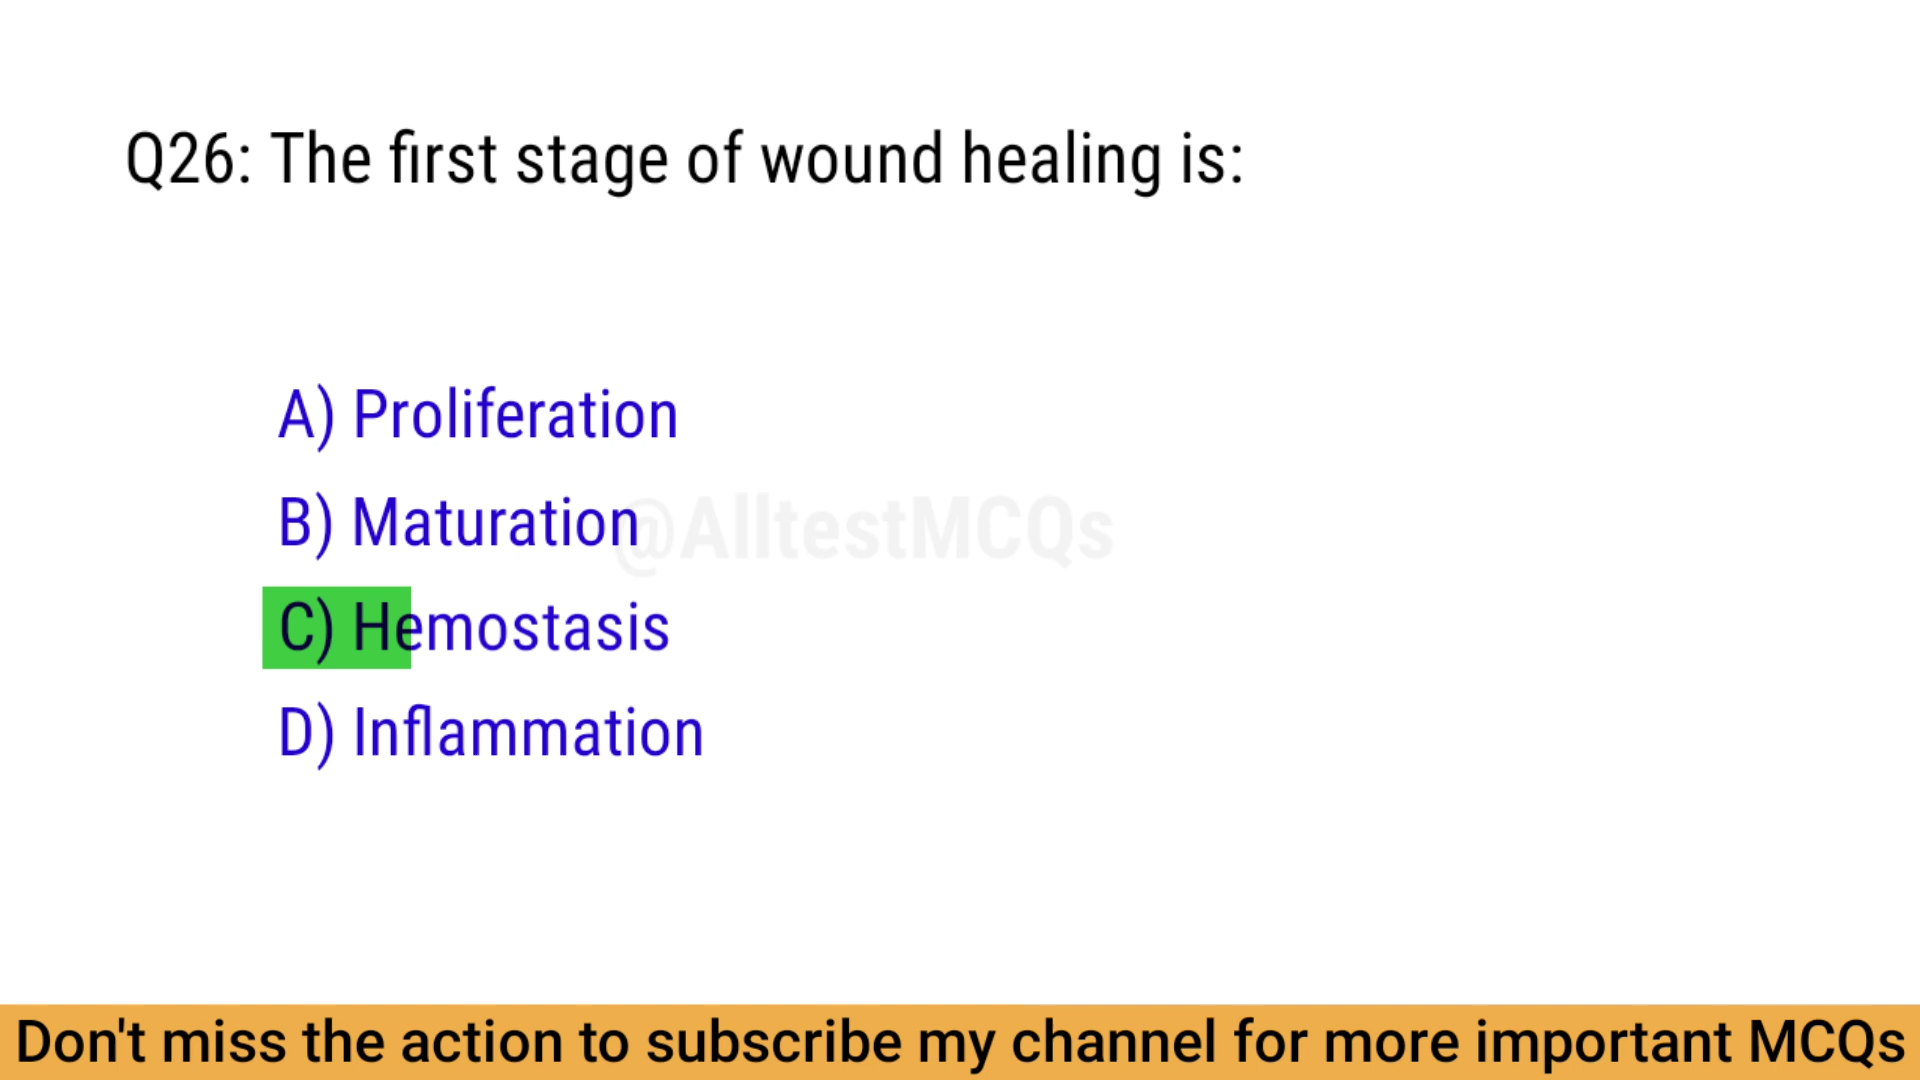 Q26: The first stage of wound healing is:
A) Proliferation
B) Maturation
@AlltestMCQs
C) Hemostasis
D) Inflammation
Don't miss the action to subscribe my channel for more important MCQs